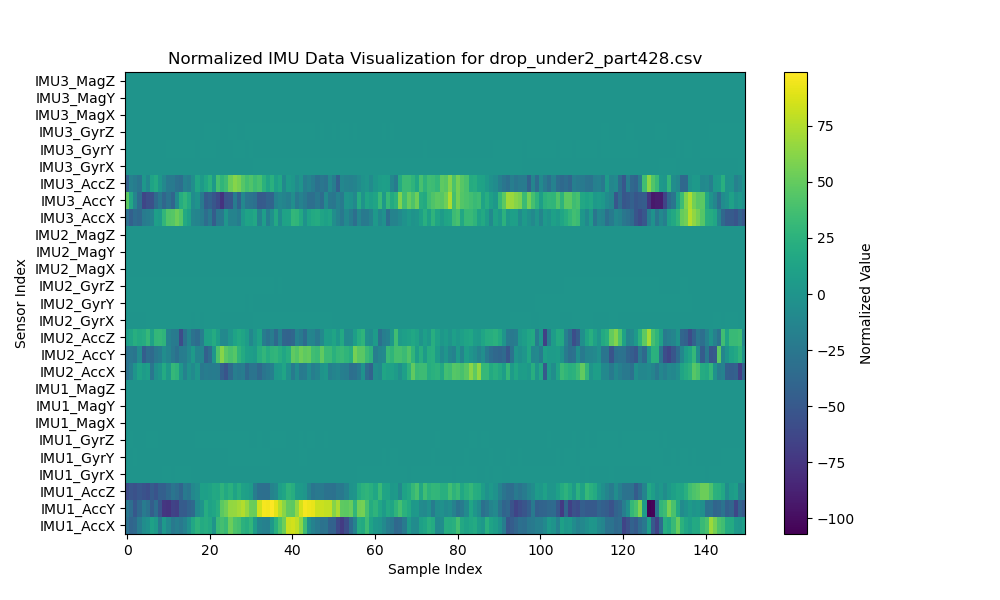 Normalized IMU Data Visualization for drop_under2_part428.csv
IMU3_MagZ
IMU3_MagY
IMU3_MagX
IMU3_GyrZ
IMU3_GyrY
IMU3_GyrX
IMU3_AccZ
IMU3_AccY
IMU3_AccX
IMU2_MagZ
IMU2_MagY
IMU2_MagX
IMU2_GyrZ
IMU2_GyrY
IMU2_GyrX
IMU2_AccZ
IMU2_AccY
IMU2_AccX
IMU1_MagZ
IMU1_MagY
IMU1_MagX
IMU1_GyrZ
IMU1_GyrY
IMU1_GyrX
IMU1_AccZ
IMU1_AccY
IMU1_AccX
Sensor Index
0 20 40 60 80 100 120 140
Sample Index
75
50
25
0
−25
−50
−75
−100
Normalized Value